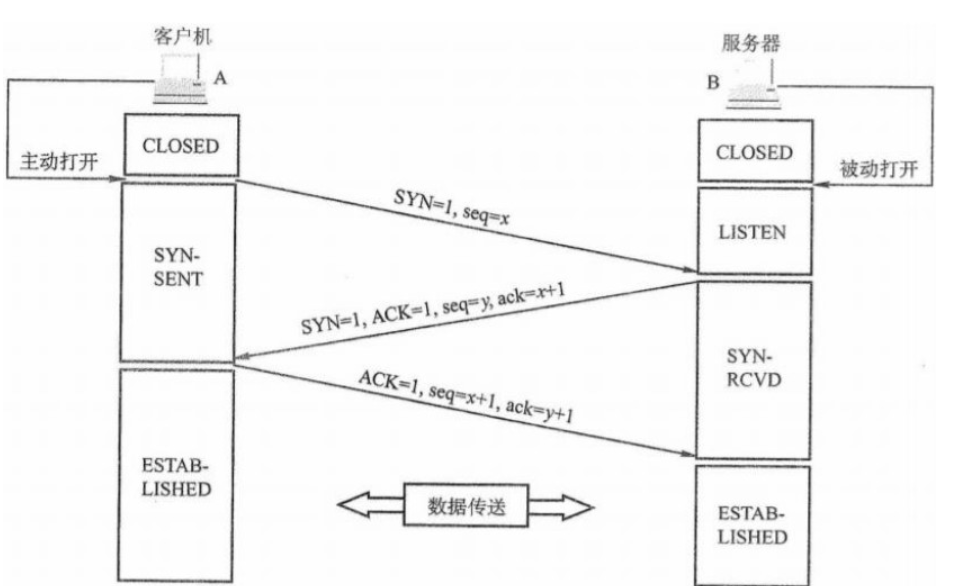 客户机
服务器
A
B
CLOSED
CLOSED
主动打开
被动打开
SYN=1, seq=x
LISTEN
SYN-
SENT
SYN=1, ACK=1, seq=y, ack=x+1
SYN-
RCVD
ACK=1, seq=x+1, ack=y+1
ESTAB-
LISHED
数据传送
ESTAB-
LISHED